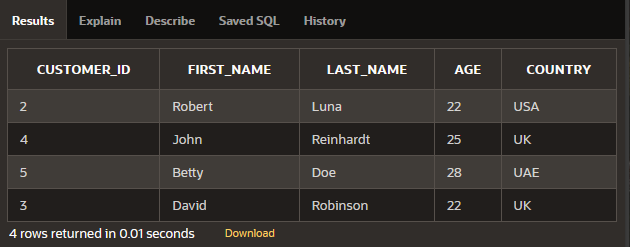 Results Explain Describe Saved SQL History
CUSTOMER_ID FIRST_NAME LAST_NAME AGE COUNTRY
2 Robert Luna 22 USA
4 John Reinhardt 25 UK
5 Betty Doe 28 UAE
3 David Robinson 22 UK
4 rows returned in 0.01 seconds Download